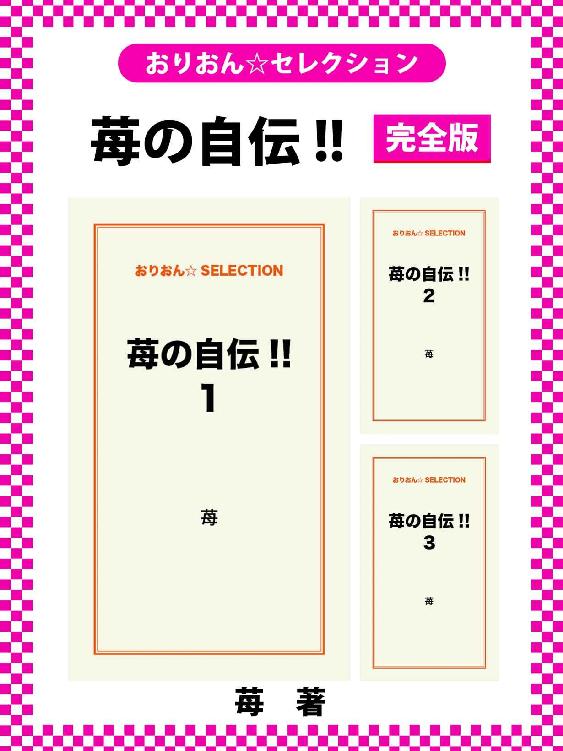 おりおん☆セレクション
苺の自伝!! 完全版
おりおん☆ SELECTION
苺の自伝!!
1
苺
おりおん☆ SELECTION
苺の自伝!!
2
苺
おりおん☆ SELECTION
苺の自伝!!
3
苺
苺 著